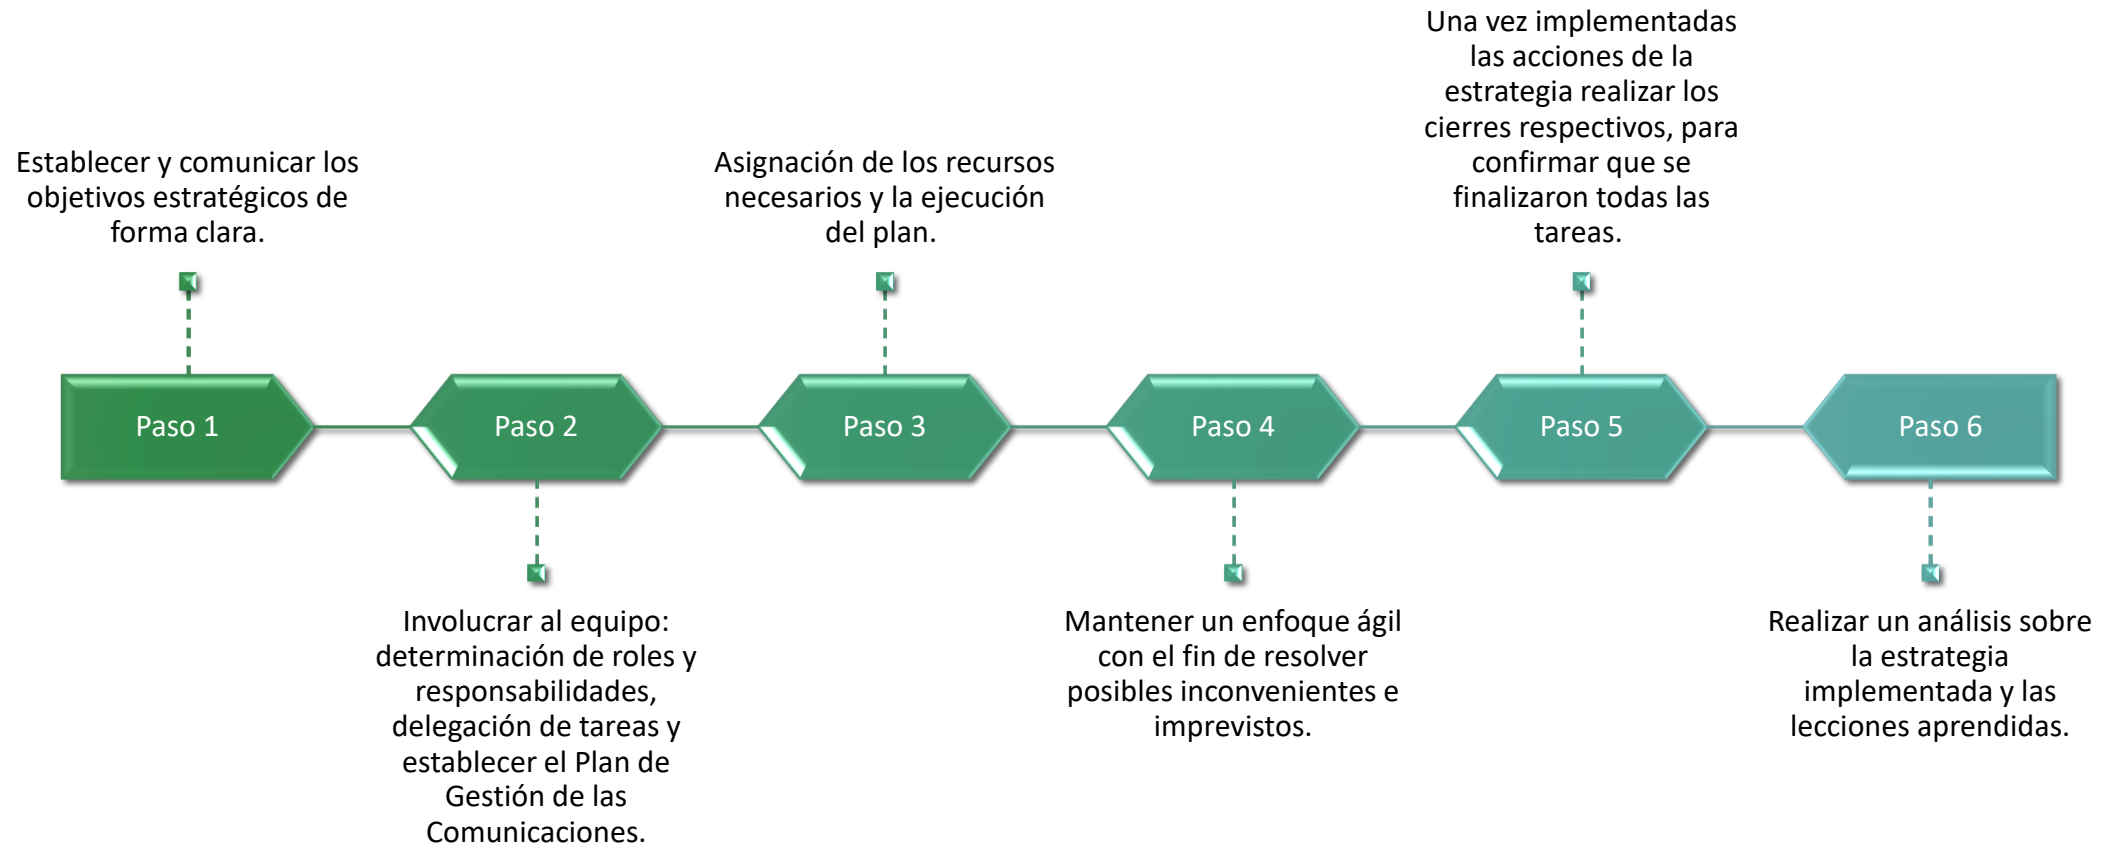 Establecer y comunicar los
objetivos estratégicos de
forma clara.
Paso 1
Paso 2
Involucrar al equipo:
determinación de roles y
responsabilidades,
delegación de tareas y
establecer el Plan de
Gestión de las
Comunicaciones.
Asignación de los recursos
necesarios y la ejecución
del plan.
Paso 3
Paso 4
Mantener un enfoque ágil
con el fin de resolver
posibles inconvenientes e
imprevistos.
Una vez implementadas
las acciones de la
estrategia realizar los
cierres respectivos, para
confirmar que se
finalizaron todas las
tareas.
Paso 5
Paso 6
Realizar un análisis sobre
la estrategia
implementada y las
lecciones aprendidas.